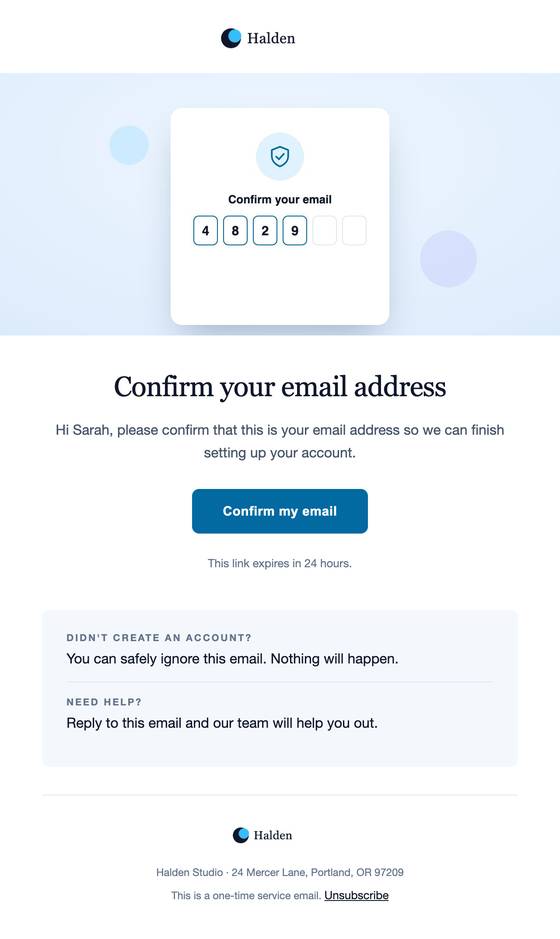 Halden
Confirm your email
4 8 2 9
Confirm your email address
Hi Sarah, please confirm that this is your email address so we can finish
setting up your account.
Confirm my email
This link expires in 24 hours.
DIDN'T CREATE AN ACCOUNT?
You can safely ignore this email. Nothing will happen.
NEED HELP?
Reply to this email and our team will help you out.
Halden
Halden Studio · 24 Mercer Lane, Portland, OR 97209
This is a one-time service email. Unsubscribe